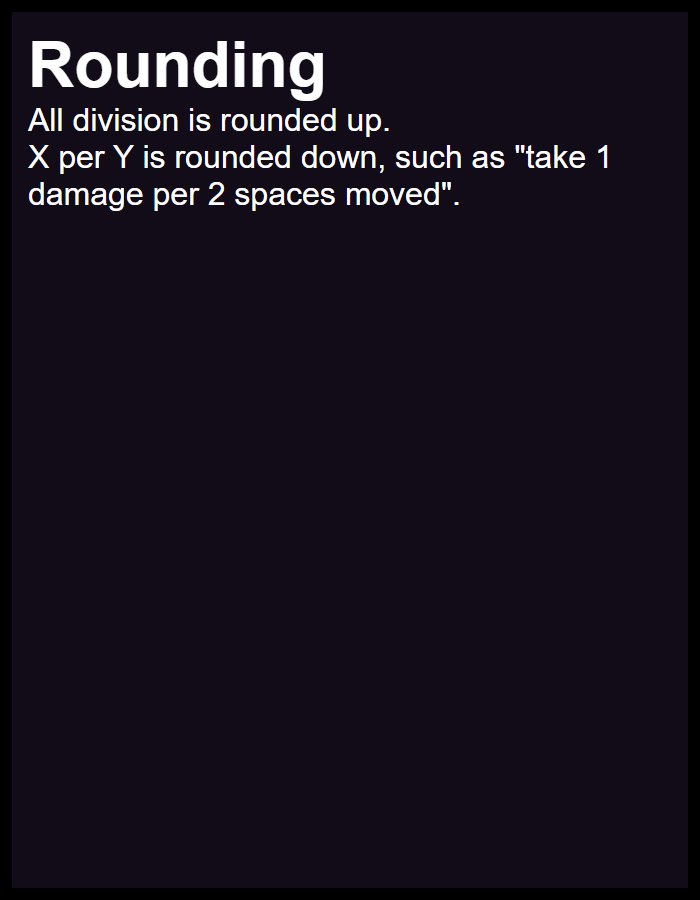 Rounding
All division is rounded up.
X per Y is rounded down, such as "take 1
damage per 2 spaces moved".